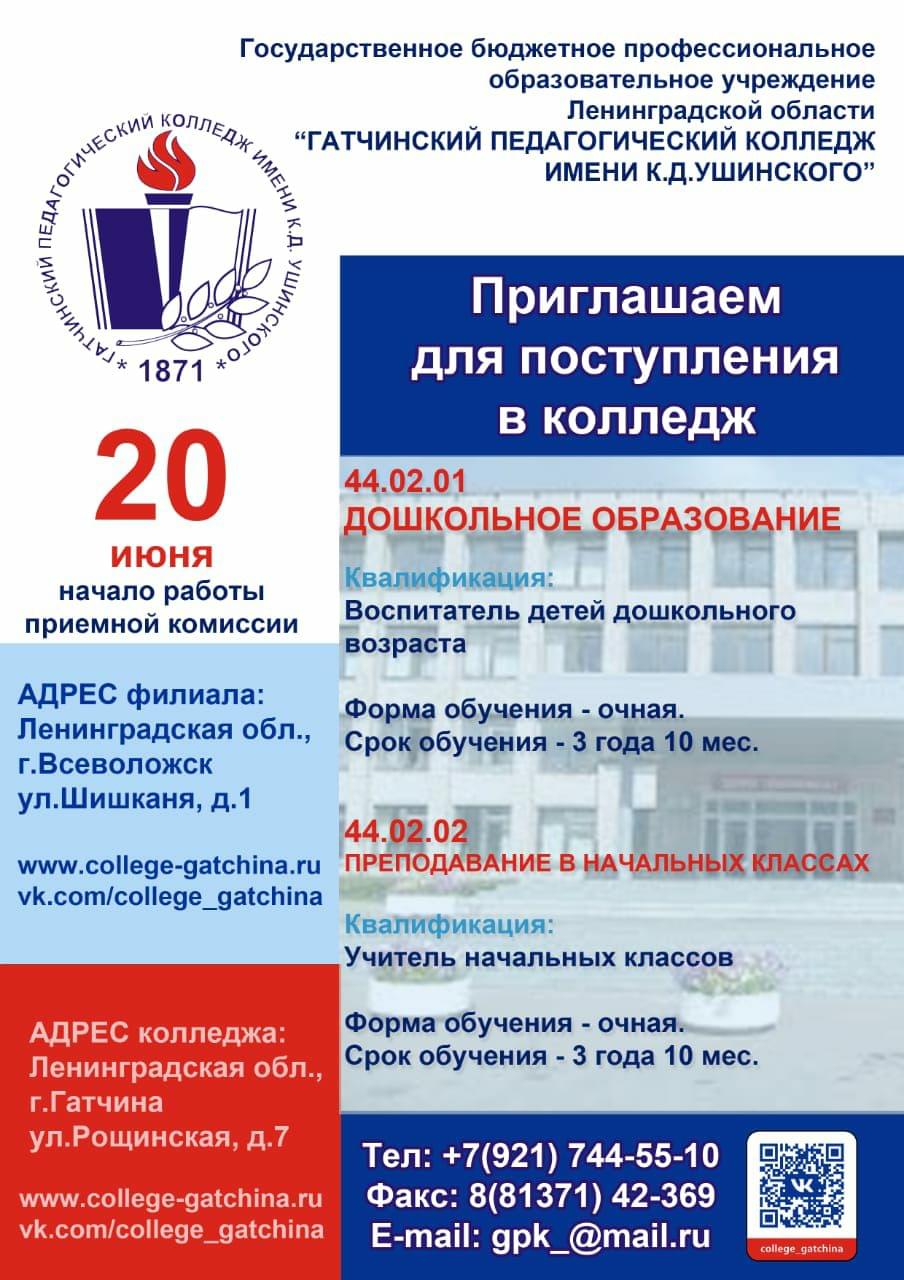 Государственное бюджетное профессиональное
образовательное учреждение
Ленинградской области
“ГАТЧИНСКИЙ ПЕДАГОГИЧЕСКИЙ КОЛЛЕДЖ
ИМЕНИ К.Д.УШИНСКОГО”
*ГАТЧИНСКИЙ ПЕДАГОГИЧЕСКИЙ КОЛЛЕДЖ ИМЕНИ К.Д. УШИНСКОГО*
* 1871 *
20
июня
начало работы
приемной комиссии
АДРЕС филиала:
Ленинградская обл.,
г.Всеволожск
ул.Шишканя, д.1
www.college-gatchina.ru
vk.com/college_gatchina
АДРЕС колледжа:
Ленинградская обл.,
г.Гатчина
ул.Рощинская, д.7
www.college-gatchina.ru
vk.com/college_gatchina
Приглашаем
для поступления
в колледж
44.02.01
ДОШКОЛЬНОЕ ОБРАЗОВАНИЕ
Квалификация:
Воспитатель детей дошкольного
возраста
Форма обучения - очная.
Срок обучения - 3 года 10 мес.
44.02.02
ПРЕПОДАВАНИЕ В НАЧАЛЬНЫХ КЛАССАХ
Квалификация:
Учитель начальных классов
Форма обучения - очная.
Срок обучения - 3 года 10 мес.
Тел: +7(921) 744-55-10
Факс: 8(81371) 42-369
E-mail: gpk_@mail.ru
college_gatchina